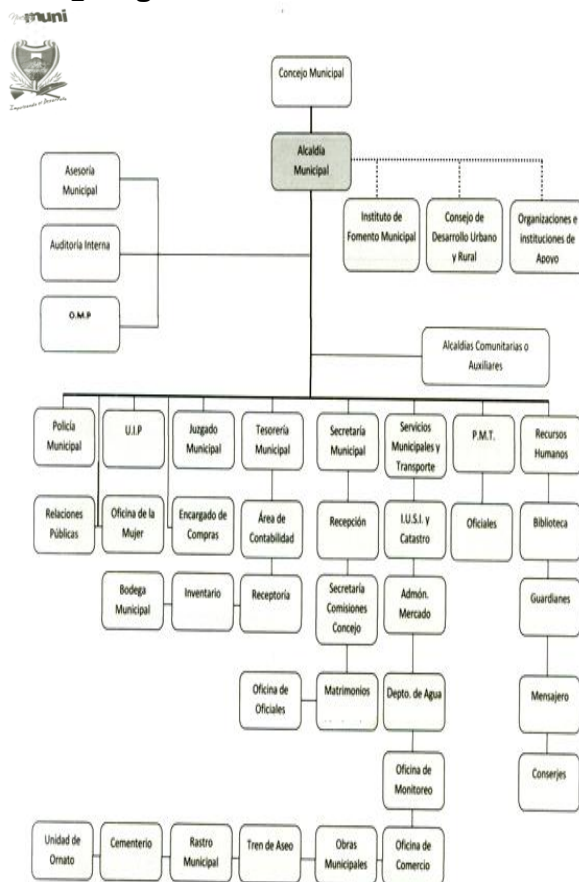 muni
Impulsando el Desarrollo
Concejo Municipal
Alcaldía
Municipal
Asesoría
Municipal
Auditoría Interna
O.M.P
Instituto de
Fomento Municipal
Consejo de
Desarrollo Urbano
y Rural
Organizaciones e
instituciones de
Apoyo
Alcaldías Comunitarias o
Auxiliares
Policía
Municipal
U.I.P
Juzgado
Municipal
Tesorería
Municipal
Secretaría
Municipal
Servicios
Municipales y
Transporte
P.M.T.
Recursos
Humanos
Relaciones
Públicas
Oficina de la
Mujer
Encargado de
Compras
Área de
Contabilidad
Recepción
I.U.S.I. y
Catastro
Oficiales
Biblioteca
Bodega
Municipal
Inventario
Receptoría
Secretaría
Comisiones
Concejo
Admón.
Mercado
Guardianes
Oficina de
Oficiales
Matrimonios
Depto. de Agua
Mensajero
Oficina de
Monitoreo
Conserjes
Unidad de
Ornato
Cementerio
Rastro
Municipal
Tren de Aseo
Obras
Municipales
Oficina de
Comercio